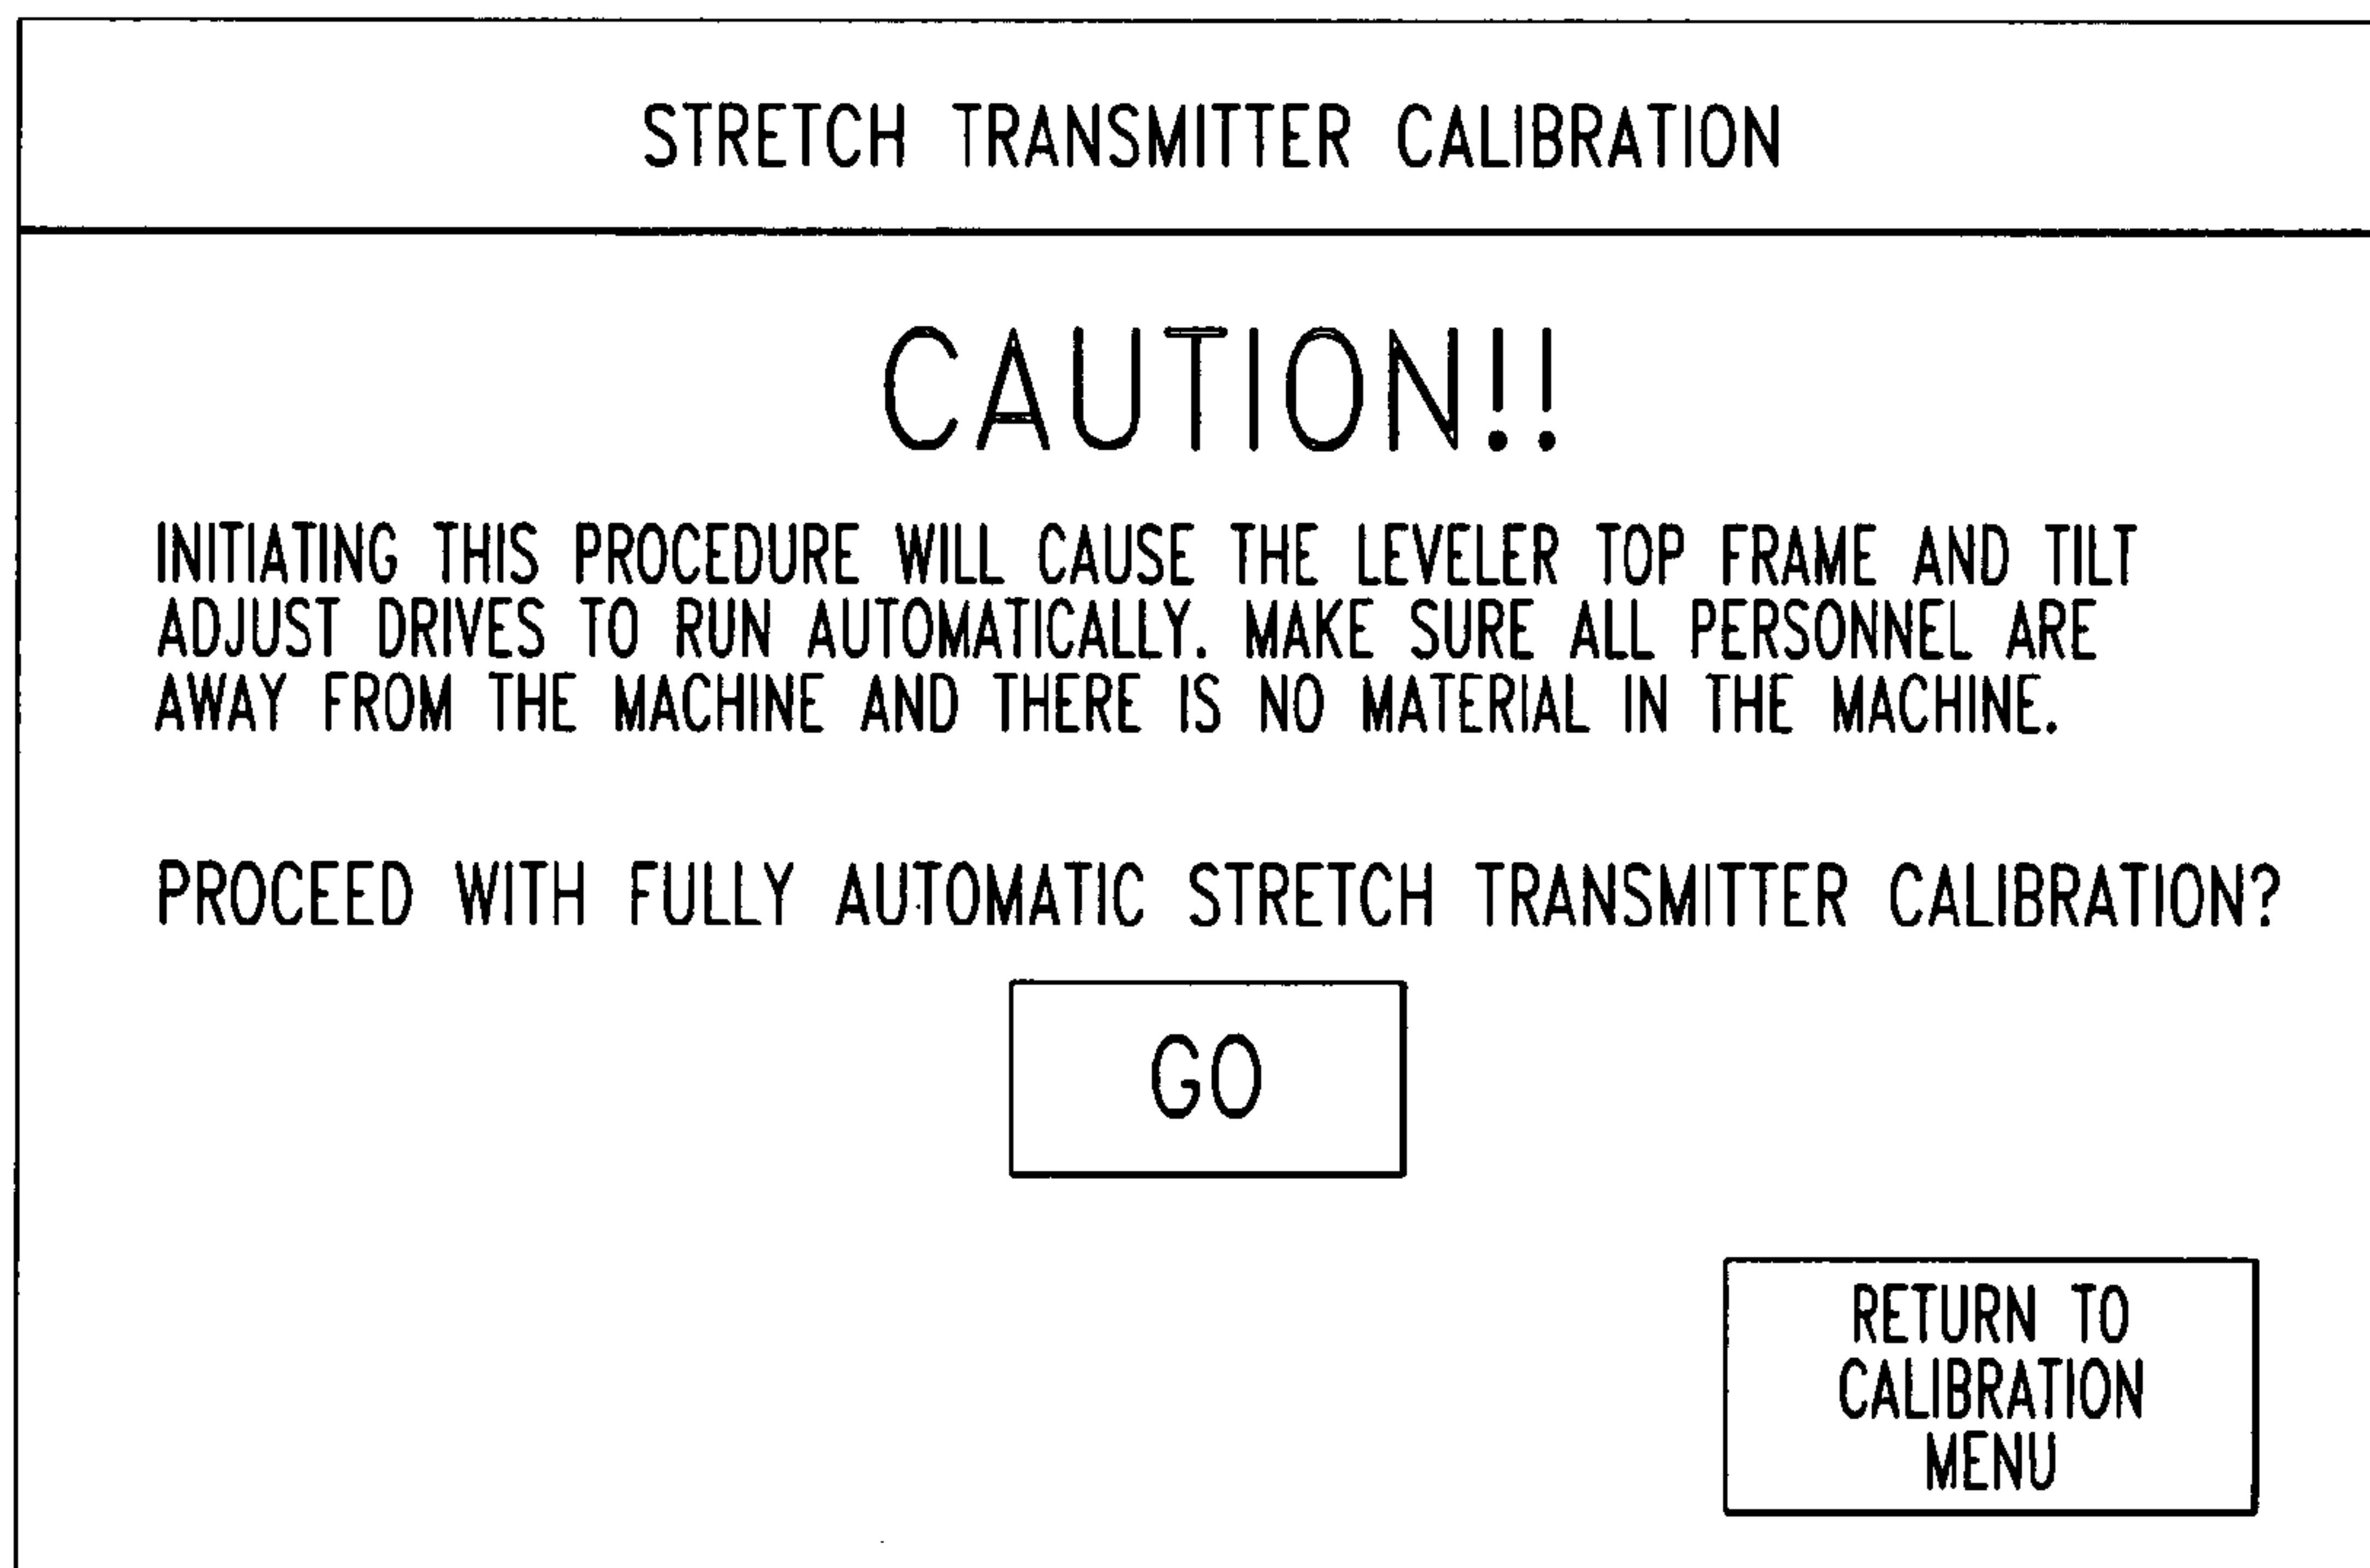 STRETCH TRANSMITTER CALIBRATION
CAUTION!!
INITIATING THIS PROCEDURE WILL CAUSE THE LEVELER TOP FRAME AND TILT
ADJUST DRIVES TO RUN AUTOMATICALLY. MAKE SURE ALL PERSONNEL ARE
AWAY FROM THE MACHINE AND THERE IS NO MATERIAL IN THE MACHINE.
PROCEED WITH FULLY AUTOMATIC STRETCH TRANSMITTER CALIBRATION?
GO
RETURN TO
CALIBRATION
MENU